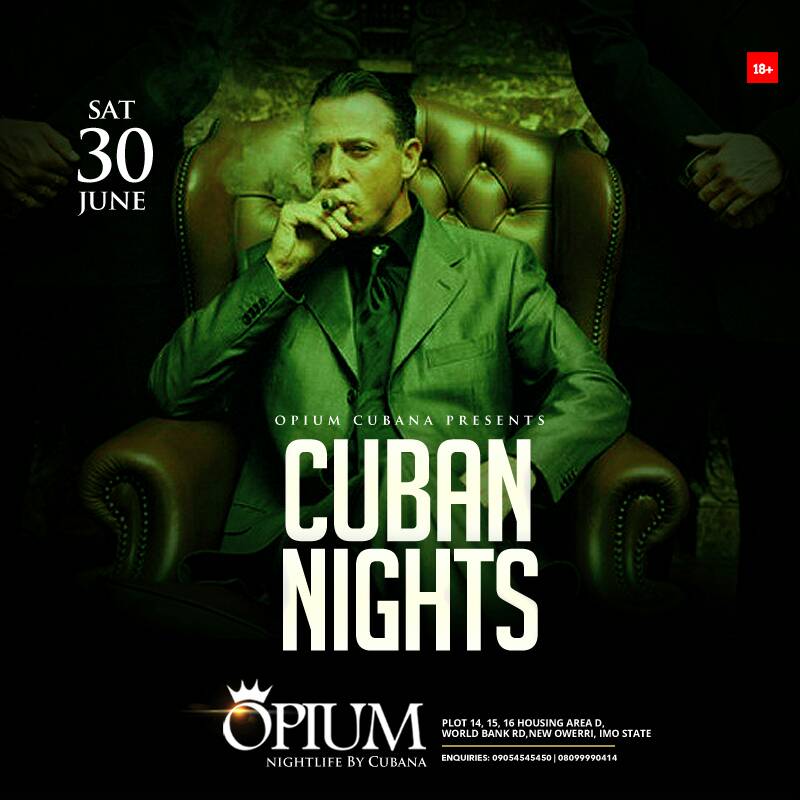 18+
SAT
30
JUNE
OPIUM CUBANA PRESENTS
CUBAN
NIGHTS
OPIUM
NIGHTLIFE BY CUBANA
PLOT 14, 15, 16 HOUSING AREA D,
WORLD BANK RD,NEW OWERRI, IMO STATE
ENQUIRIES: 09054545450 | 08099990414